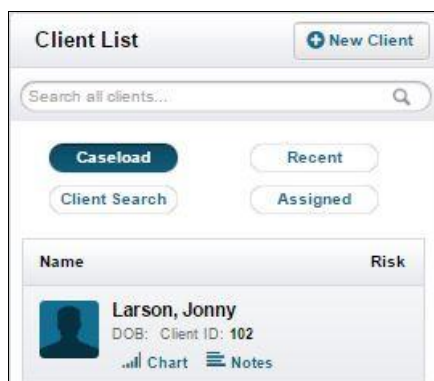 Client List
New Client
Search all clients...
Caseload Recent
Client Search Assigned
Name Risk
Larson, Jonny
DOB: Client ID: 102
Chart Notes